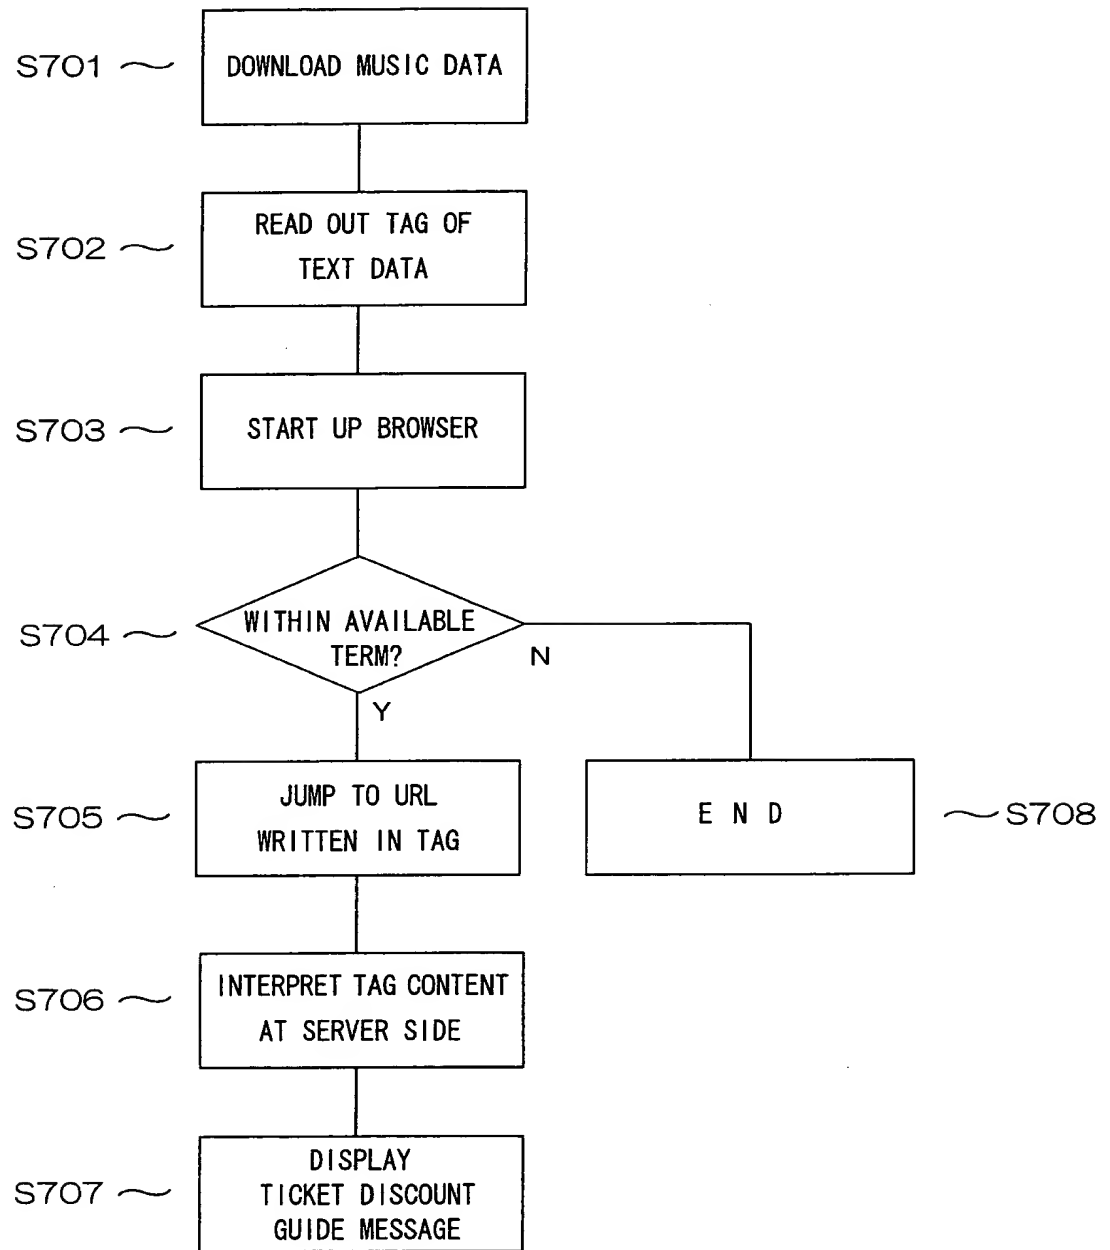 S701
DOWNLOAD MUSIC DATA
S702
READ OUT TAG OF
TEXT DATA
S703
START UP BROWSER
S704
WITHIN AVAILABLE
TERM?
N
Y
S705
JUMP TO URL
WRITTEN IN TAG
END
S708
S706
INTERPRET TAG CONTENT
AT SERVER SIDE
S707
DISPLAY
TICKET DISCOUNT
GUIDE MESSAGE